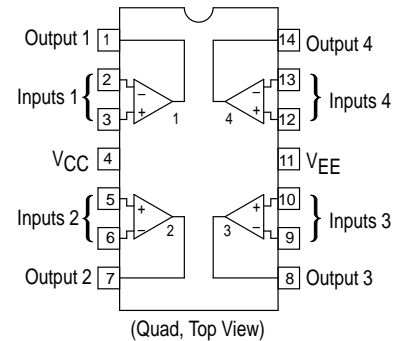 Output 1 1 14 Output 4
Inputs 1 2 − − 13 Inputs 4
3 + 1 4 + 12
VCC 4 11 VEE
Inputs 2 5 + + 10 Inputs 3
6 − 2 3 − 9
Output 2 7 8 Output 3
(Quad, Top View)